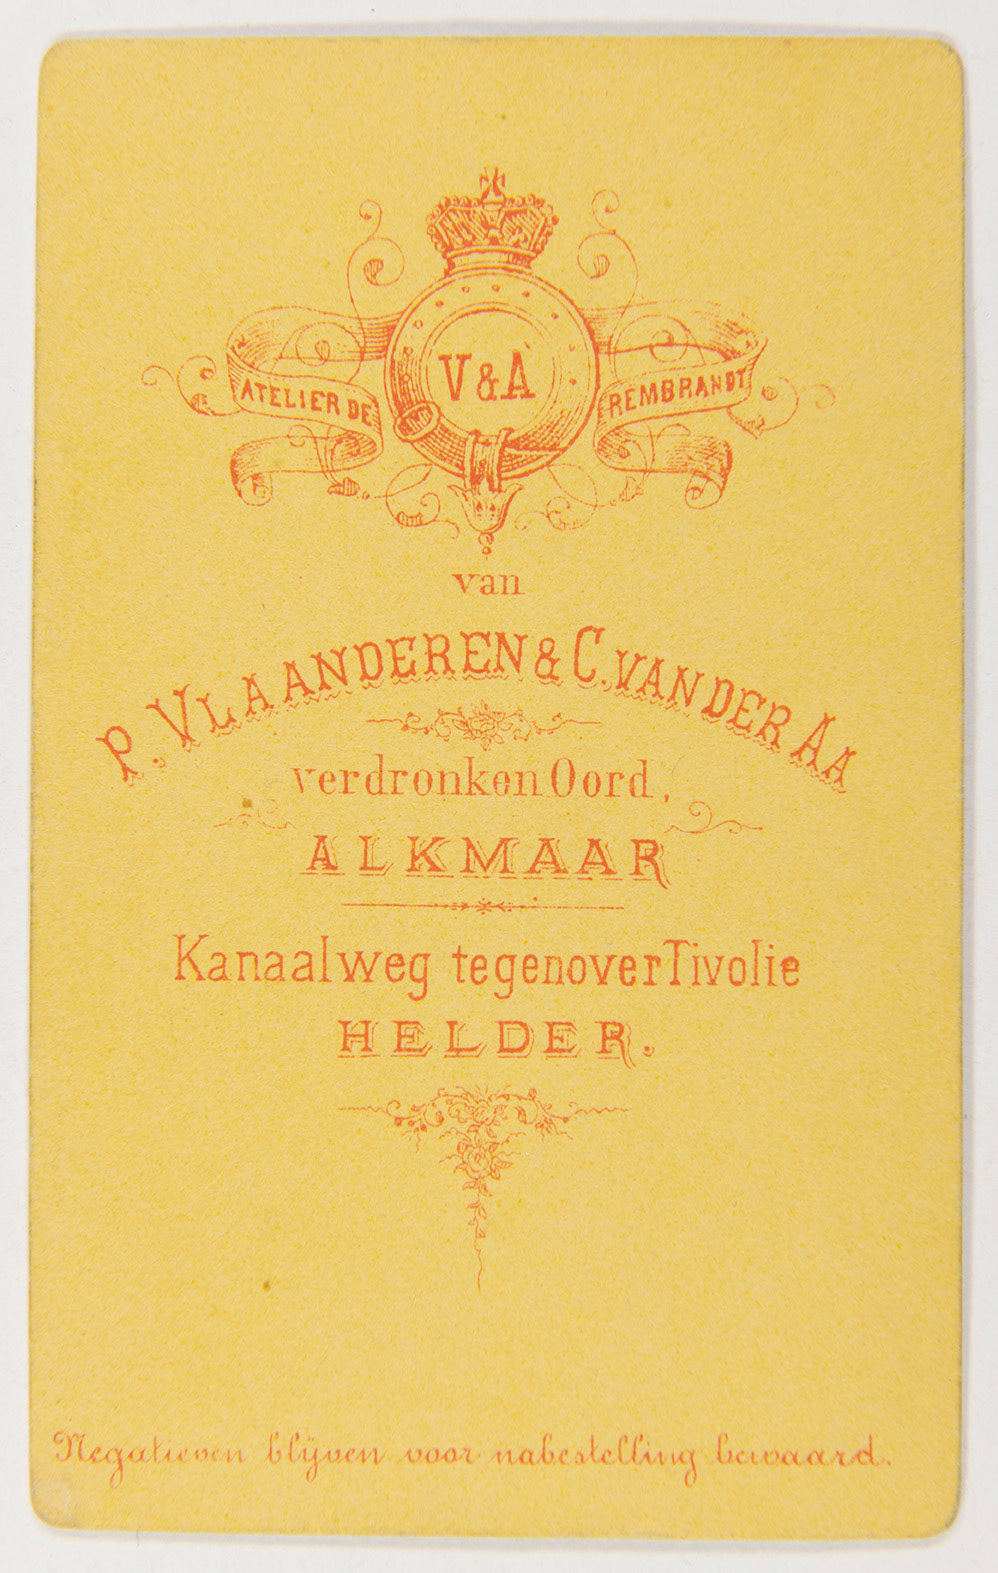 V & A
ATELIER DE REMBRANDT
van
P. VLAANDEREN & C. VAN DER AA
verdronken Oord,
ALKMAAR
Kanaalweg tegenover Tivolie
HELDER.
Negatieven blijven voor nabestelling bewaard.